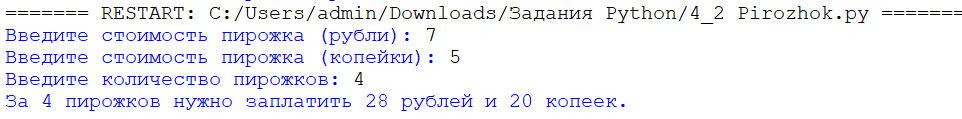 ======= RESTART: C:/Users/admin/Downloads/Задания Python/4_2 Pirozhok.py =======
Введите стоимость пирожка (рубли): 7
Введите стоимость пирожка (копейки): 5
Введите количество пирожков: 4
За 4 пирожков нужно заплатить 28 рублей и 20 копеек.